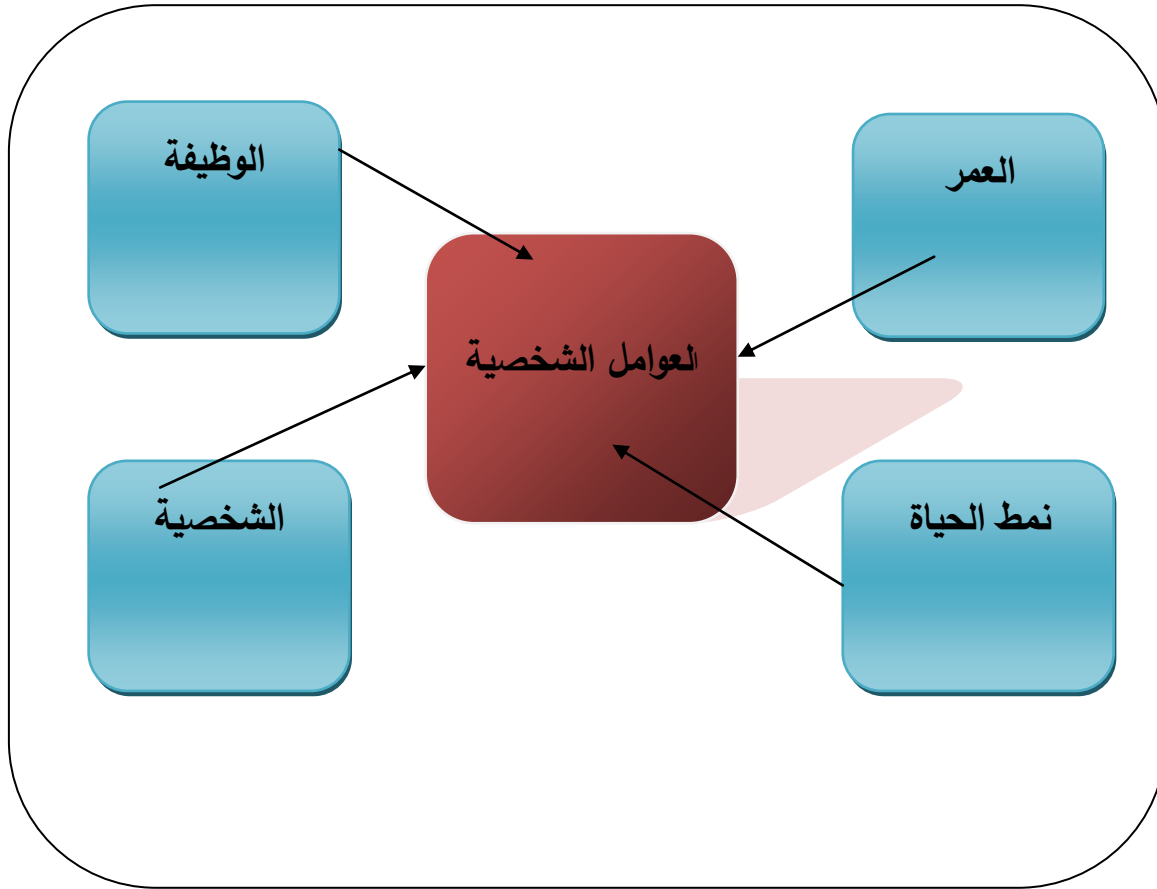 العمر
الوظيفة
العوامل الشخصية
نمط الحياة
الشخصية